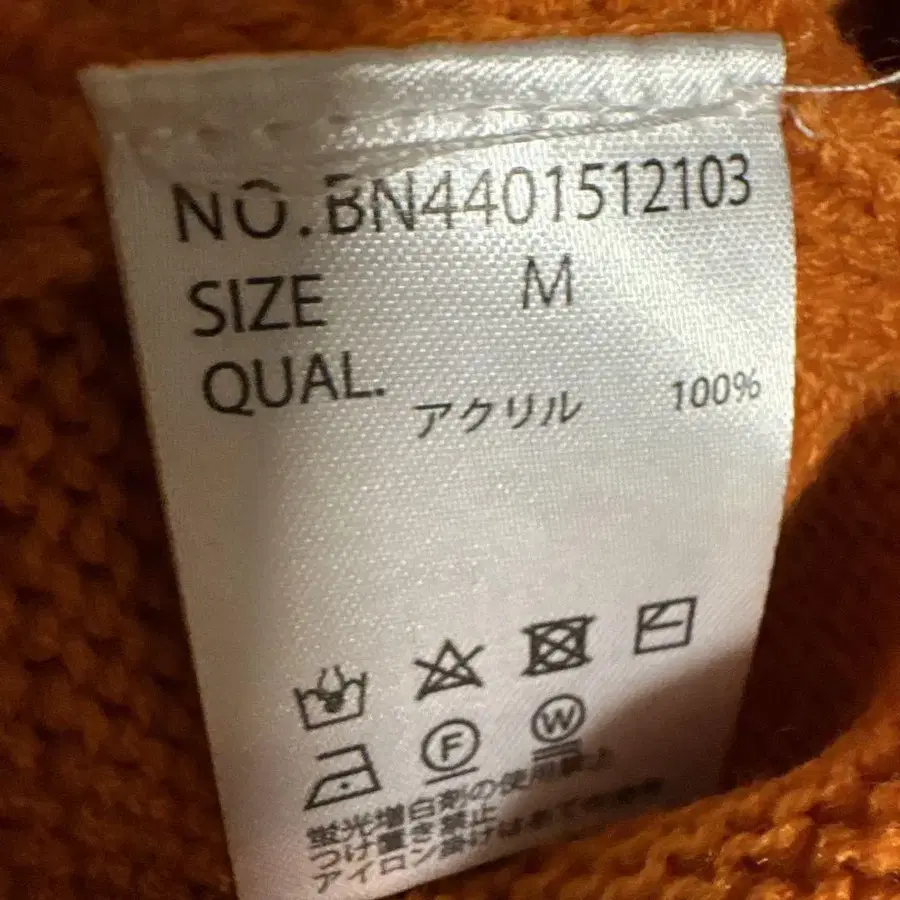 NO.BN4401512103
SIZE M
QUAL.
アクリル 100%
F W
蛍光増白剤の使用禁止
つけ置き禁止
アイロン掛けはあて布使用